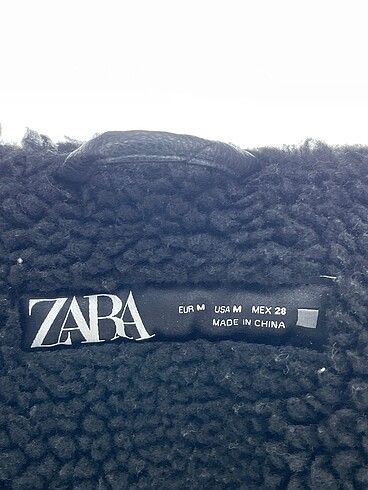 ZARA
EUR M USA M MEX 28
MADE IN CHINA